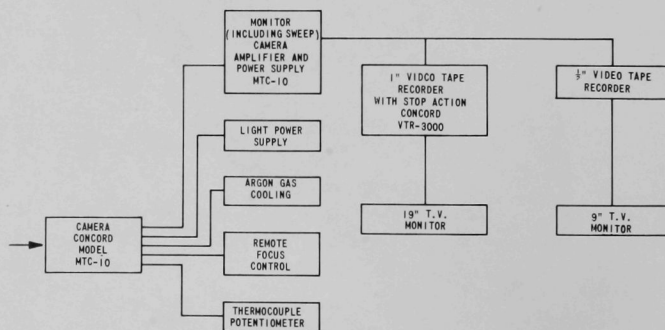 MONITOR
(INCLUDING SWEEP)
CAMERA
AMPLIFIER AND
POWER SUPPLY
MTC-10
1" VIDCO TAPE
RECORDER
WITH STOP ACTION
CONCORD
VTR-3000
½" VIDEO TAPE
RECORDER
LIGHT POWER
SUPPLY
ARGON GAS
COOLING
19" T.V.
MONITOR
9" T.V.
MONITOR
CAMERA
CONCORD
MODEL
MTC-10
REMOTE
FOCUS
CONTROL
THERMOCOUPLE
POTENTIOMETER